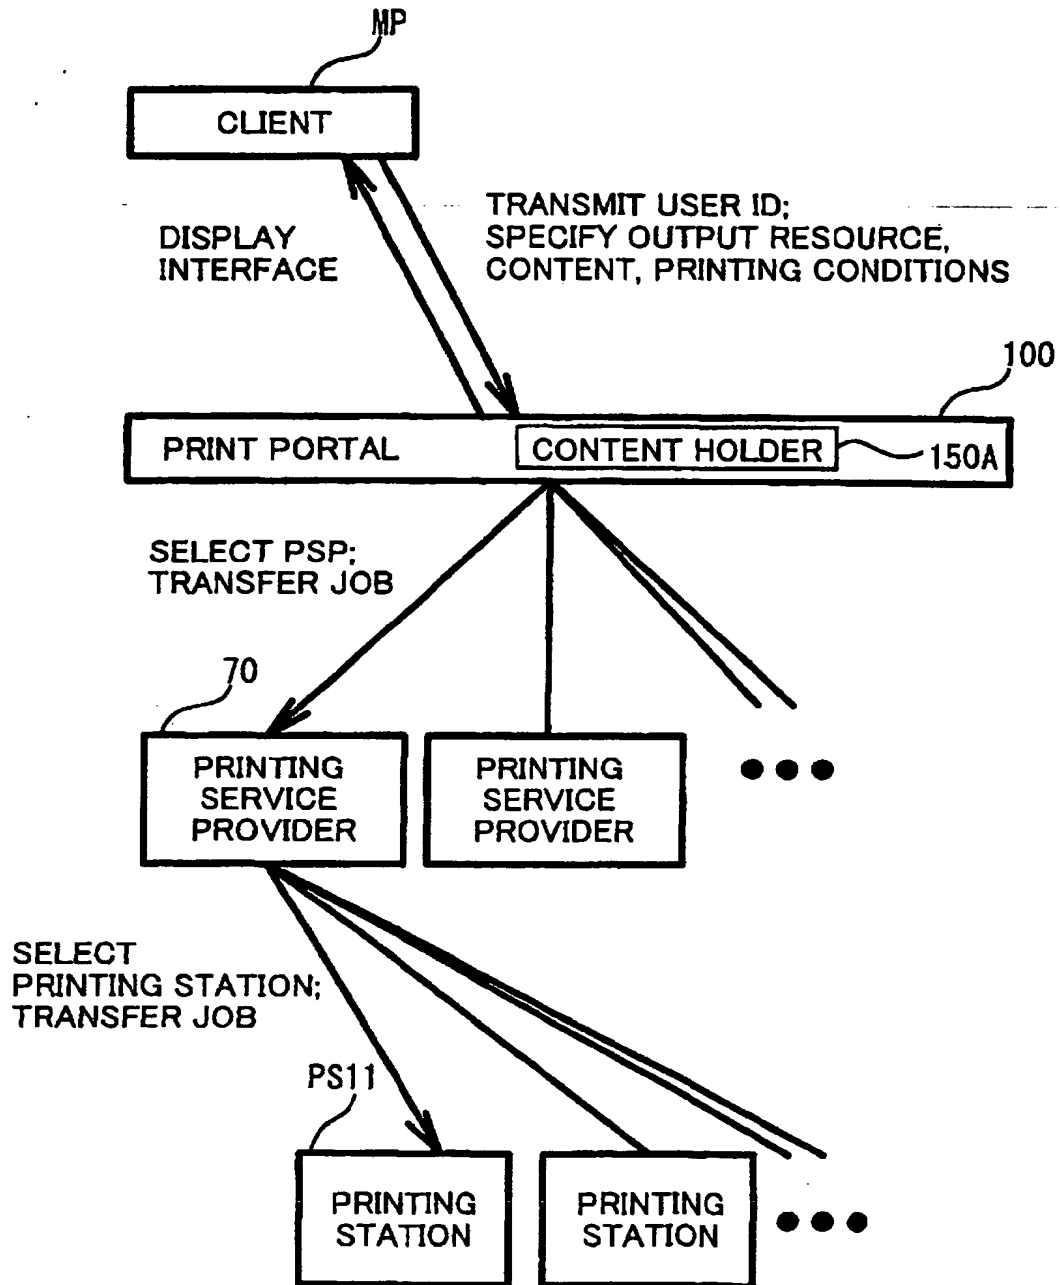 MP
CLIENT
DISPLAY
INTERFACE
TRANSMIT USER ID;
SPECIFY OUTPUT RESOURCE,
CONTENT, PRINTING CONDITIONS
100
PRINT PORTAL
CONTENT HOLDER
150A
SELECT PSP;
TRANSFER JOB
70
PRINTING
SERVICE
PROVIDER
PRINTING
SERVICE
PROVIDER
SELECT
PRINTING STATION;
TRANSFER JOB
PS11
PRINTING
STATION
PRINTING
STATION